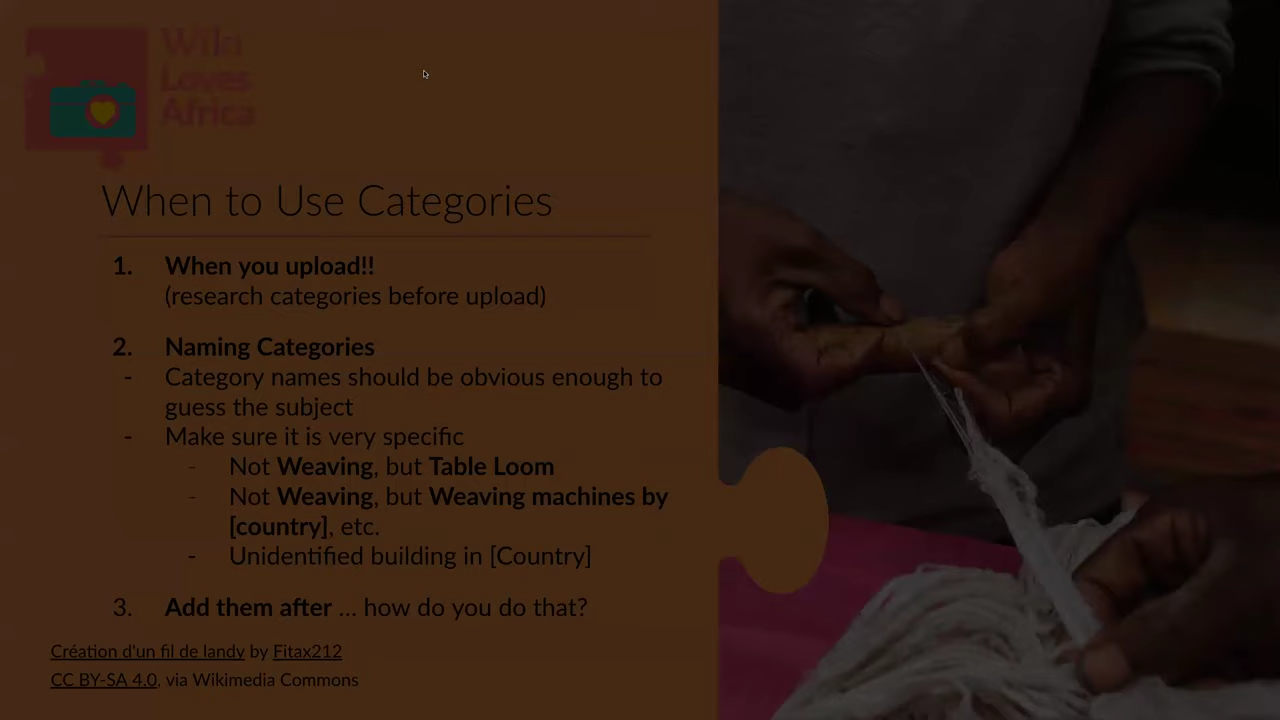 Wiki
Loves
Africa
When to Use Categories
1. When you upload!!
(research categories before upload)
2. Naming Categories
- Category names should be obvious enough to
guess the subject
- Make sure it is very specific
- Not Weaving, but Table Loom
- Not Weaving, but Weaving machines by
[country], etc.
- Unidentified building in [Country]
3. Add them after ... how do you do that?
Création d'un fil de landy by Fitax212
CC BY-SA 4.0, via Wikimedia Commons